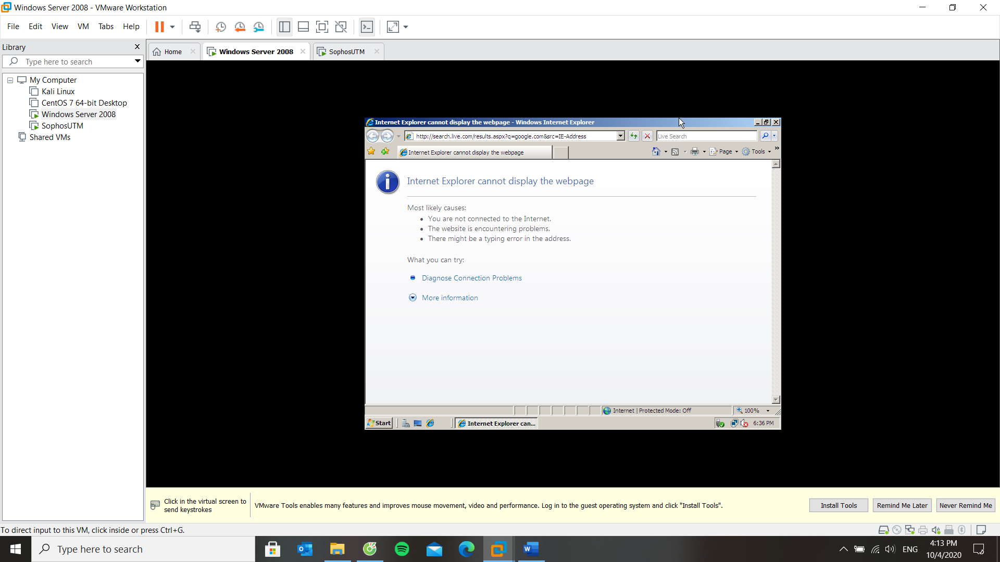 Windows Server 2008 - VMware Workstation
File Edit View VM Tabs Help
Library
Type here to search
My Computer
Kali Linux
CentOS 7 64-bit Desktop
Windows Server 2008
SophosUTM
Shared VMs
Home
Windows Server 2008
SophosUTM
Internet Explorer cannot display the webpage - Windows Internet Explorer
http://search.live.com/results.aspx?q=google.com&src=IE-Address
Live Search
Internet Explorer cannot display the webpage
Page Tools »
Internet Explorer cannot display the webpage
Most likely causes:
• You are not connected to the Internet.
• The website is encountering problems.
• There might be a typing error in the address.
What you can try:
Diagnose Connection Problems
More information
Internet | Protected Mode: Off
100%
Start
Internet Explorer can...
6:36 PM
Click in the virtual screen to
send keystrokes
VMware Tools enables many features and improves mouse movement, video and performance. Log in to the guest operating system and click "Install Tools".
Install Tools
Remind Me Later
Never Remind Me
To direct input to this VM, click inside or press Ctrl+G.
Type here to search
ENG
4:13 PM
10/4/2020